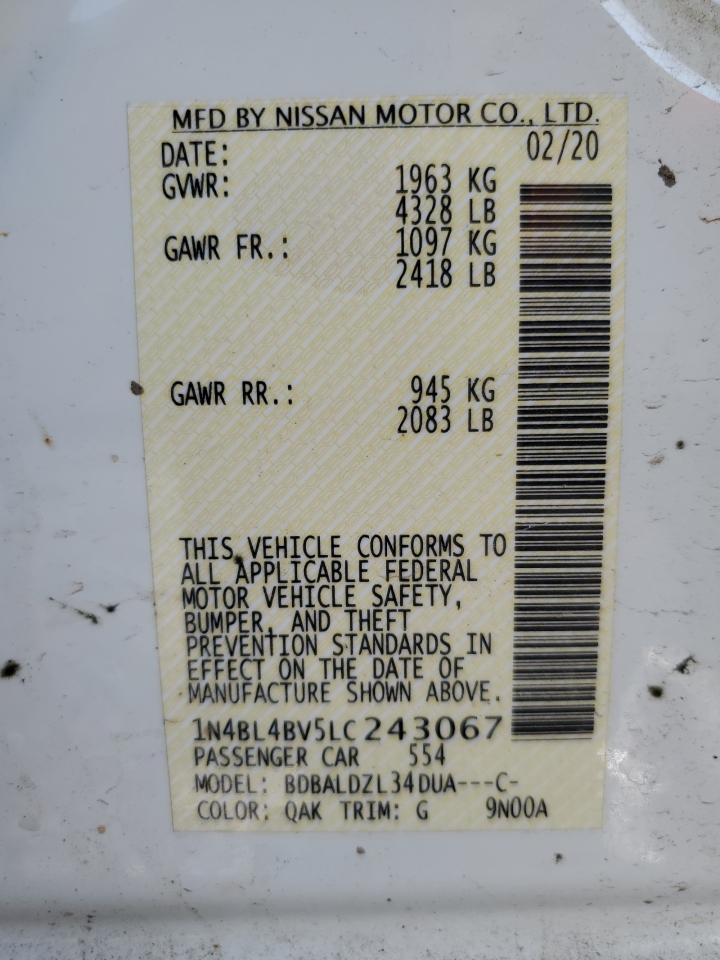 MFD BY NISSAN MOTOR CO., LTD.
DATE: 02/20
GVWR: 1963 KG
4328 LB
GAWR FR.: 1097 KG
2418 LB
GAWR RR.: 945 KG
2083 LB
THIS VEHICLE CONFORMS TO
ALL APPLICABLE FEDERAL
MOTOR VEHICLE SAFETY,
BUMPER, AND THEFT
PREVENTION STANDARDS IN
EFFECT ON THE DATE OF
MANUFACTURE SHOWN ABOVE.
1N4BL4BV5LC243067
PASSENGER CAR 554
MODEL: BDBALDZL34DUA---C-
COLOR: QAK TRIM: G 9N00A